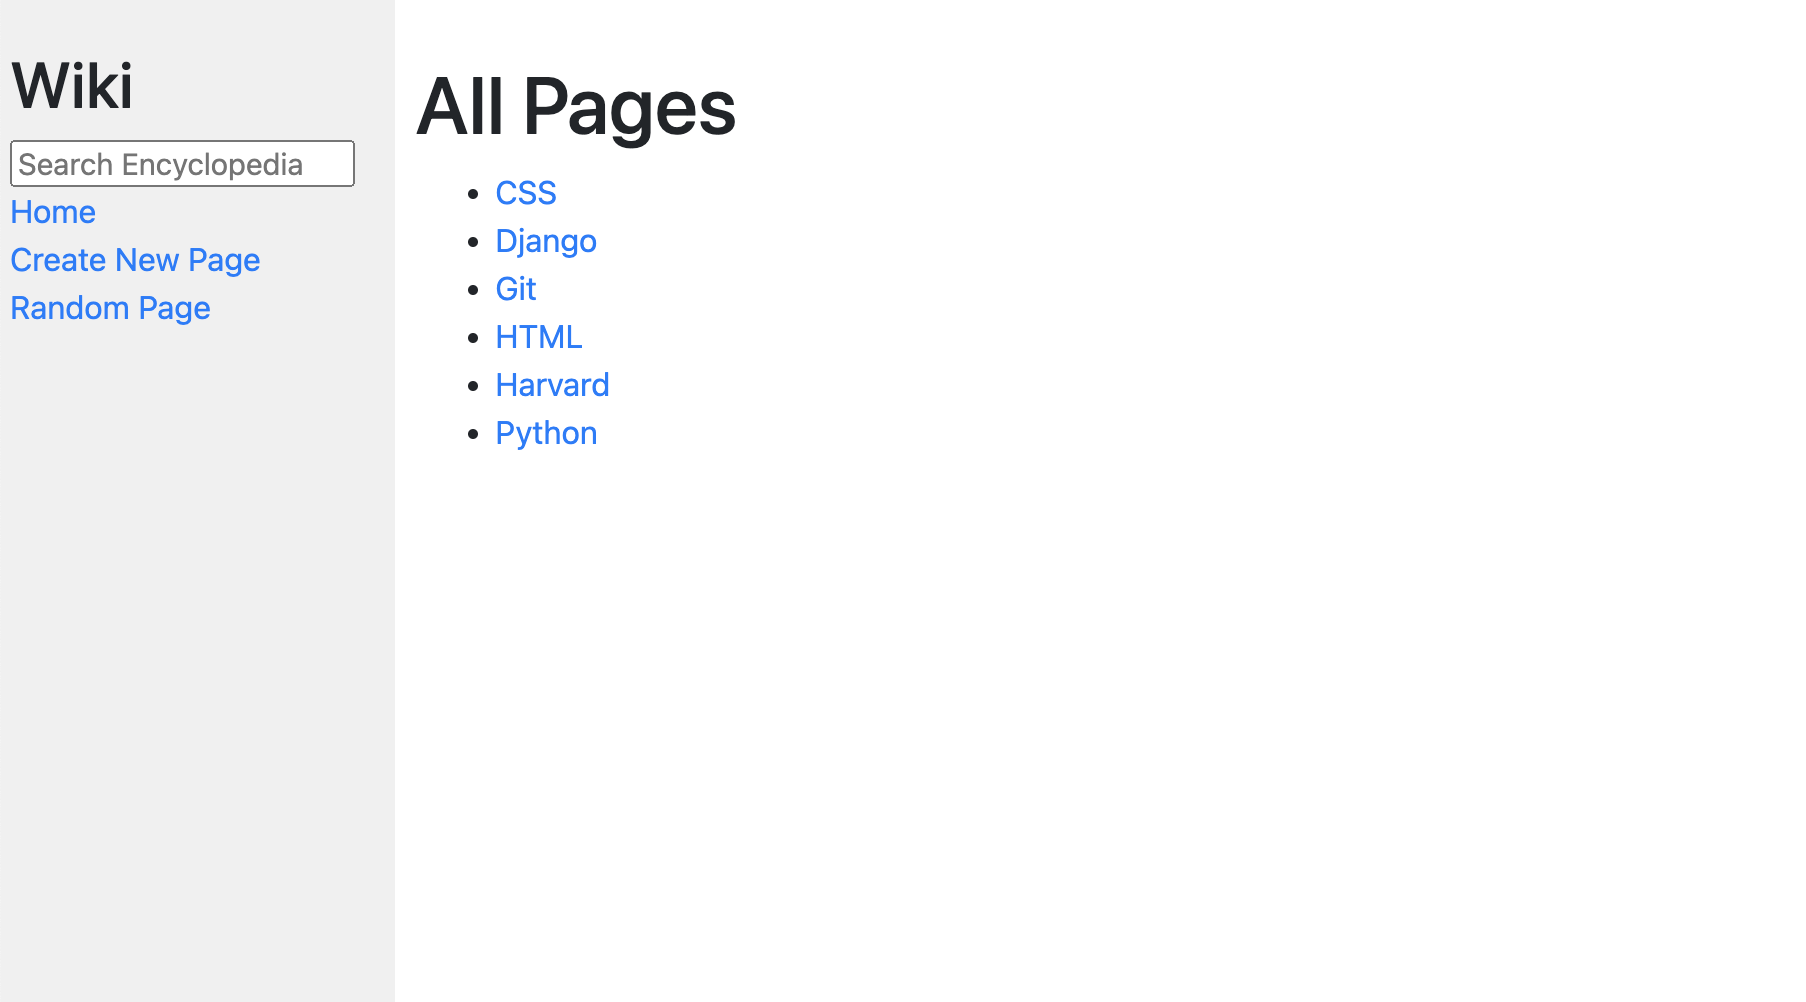 Wiki
Search Encyclopedia
Home
Create New Page
Random Page
All Pages
CSS
Django
Git
HTML
Harvard
Python